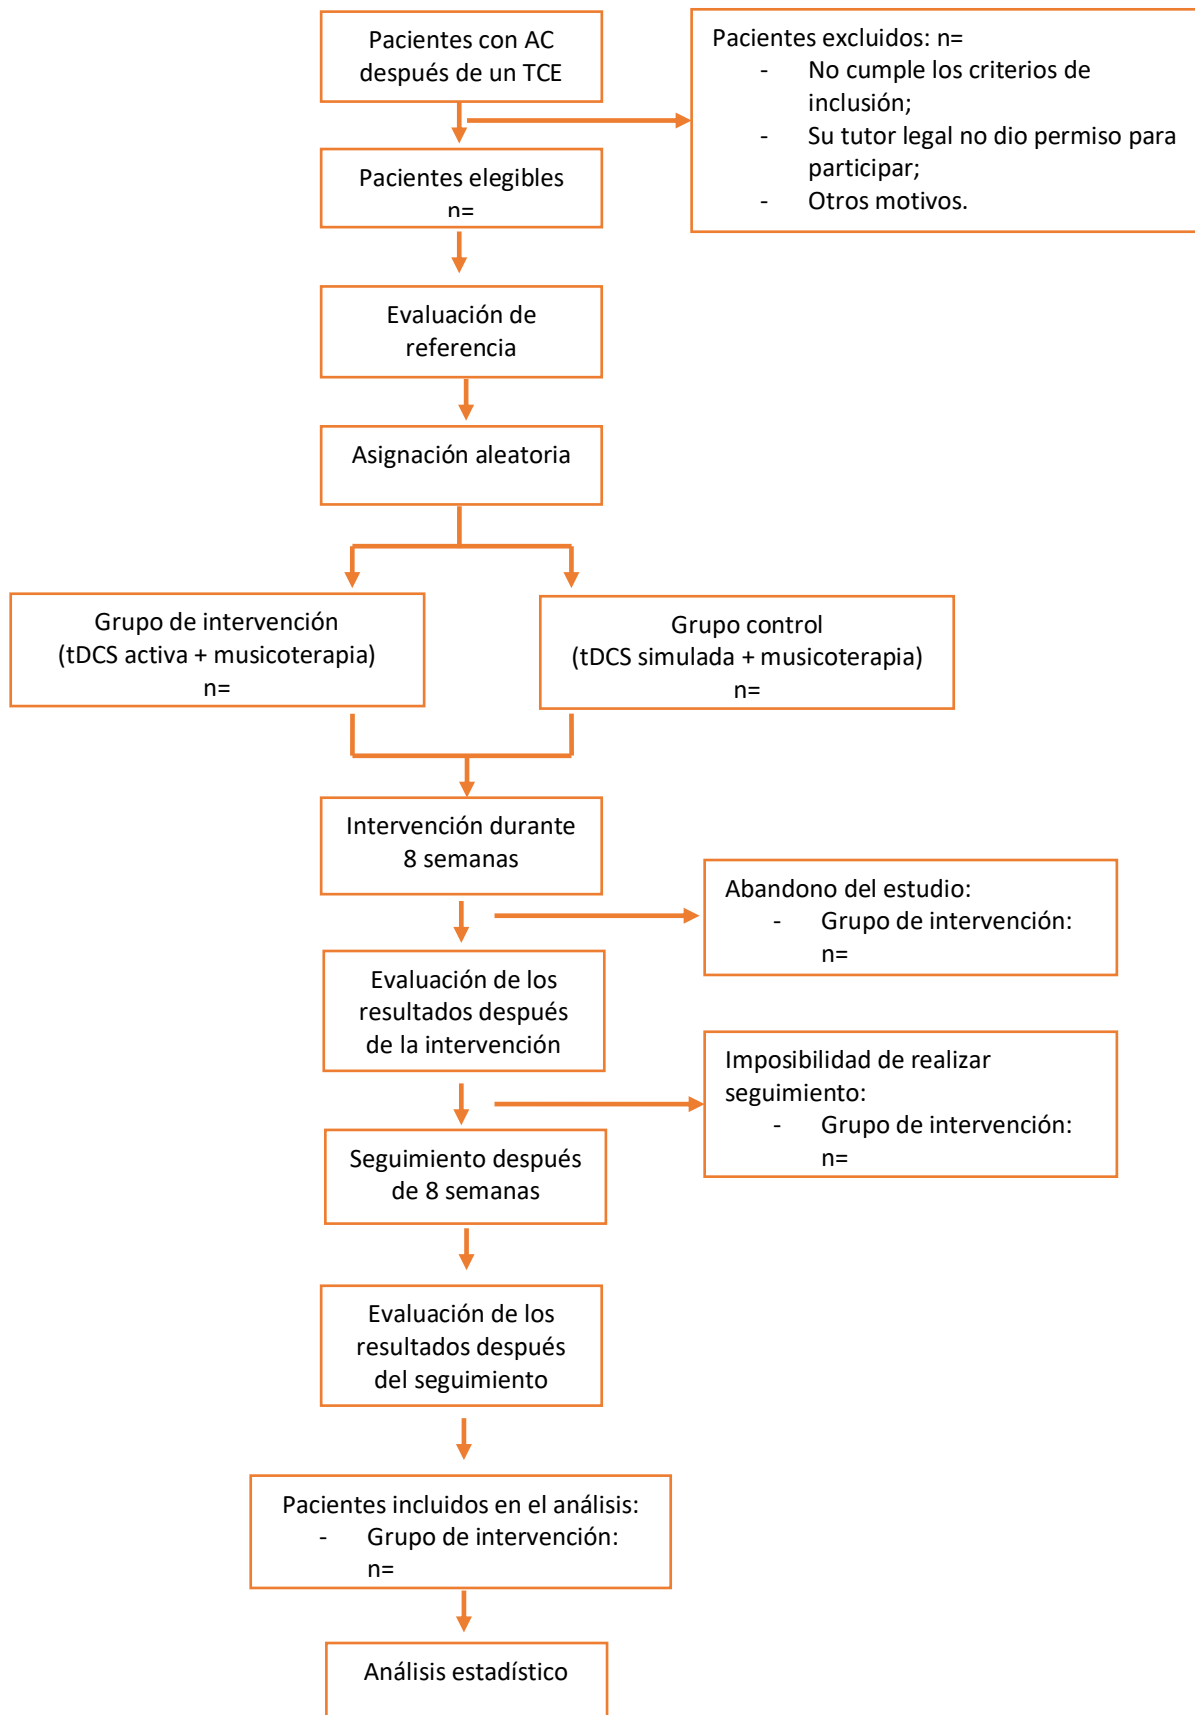 Pacientes con AC
después de un TCE
Pacientes excluidos: n=
- No cumple los criterios de
inclusión;
- Su tutor legal no dio permiso para
participar;
- Otros motivos.
Pacientes elegibles
n=
Evaluación de
referencia
Asignación aleatoria
Grupo de intervención
(tDCS activa + musicoterapia)
n=
Grupo control
(tDCS simulada + musicoterapia)
n=
Intervención durante
8 semanas
Abandono del estudio:
- Grupo de intervención:
n=
Evaluación de los
resultados después
de la intervención
Imposibilidad de realizar
seguimiento:
- Grupo de intervención:
n=
Seguimiento después
de 8 semanas
Evaluación de los
resultados después
del seguimiento
Pacientes incluidos en el análisis:
- Grupo de intervención:
n=
Análisis estadístico